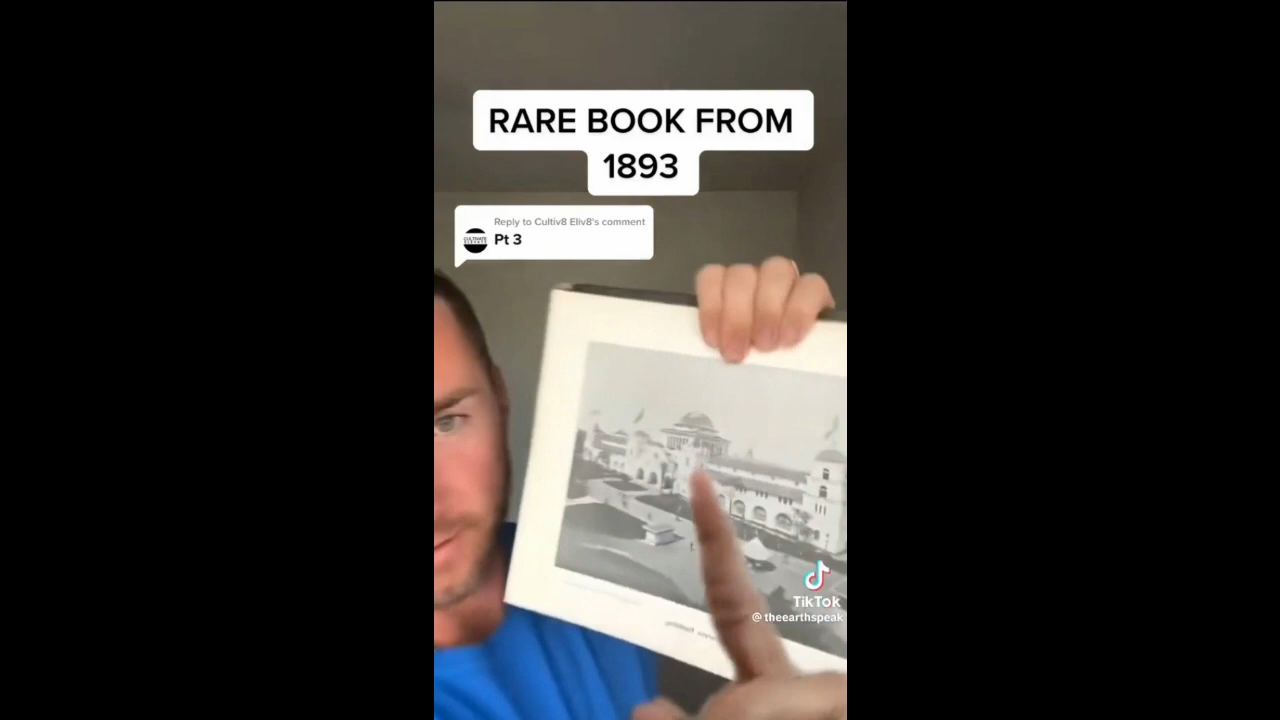 RARE BOOK FROM
1893
Reply to Cultiv8 Eliv8's comment
Pt 3
TikTok
@theearthspeak